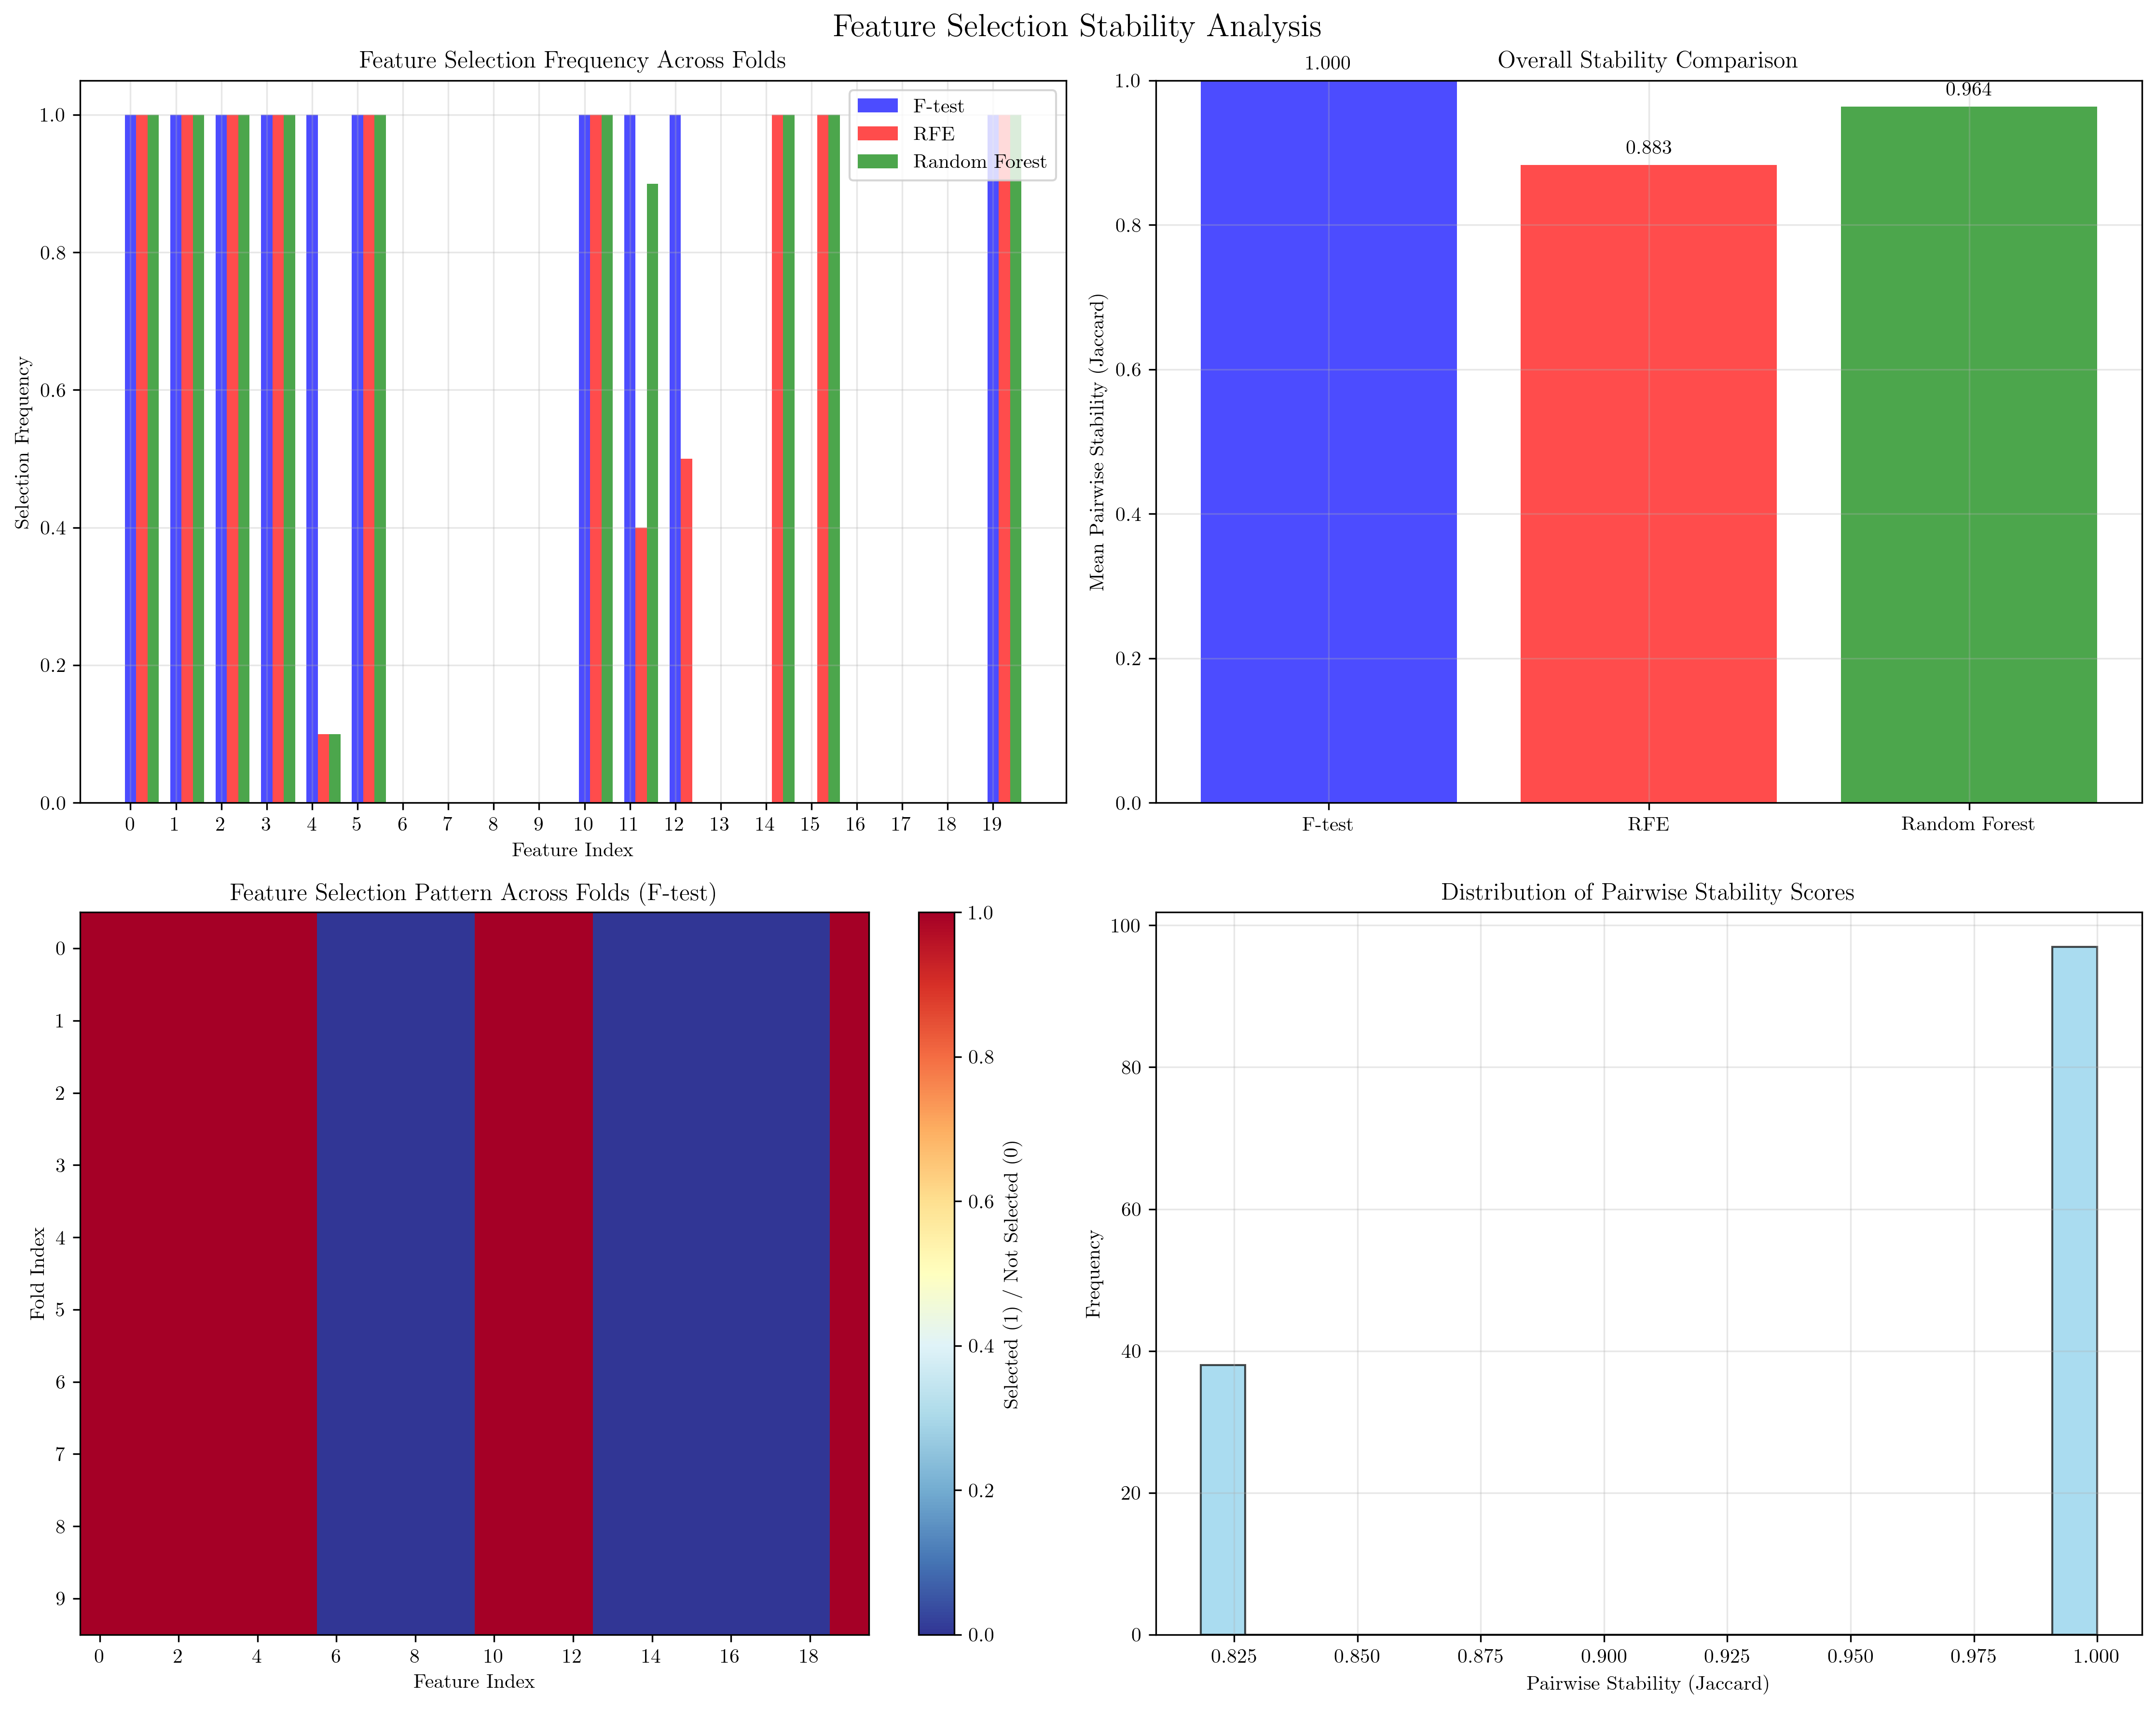 Feature Selection Stability Analysis
Feature Selection Frequency Across Folds
F-test
RFE
Random Forest
1.0
0.8
0.6
0.4
0.2
0.0
Selection Frequency
0 1 2 3 4 5 6 7 8 9 10 11 12 13 14 15 16 17 18 19
Feature Index
Overall Stability Comparison
1.000
0.883
0.964
1.0
0.8
0.6
0.4
0.2
0.0
Mean Pairwise Stability (Jaccard)
F-test RFE Random Forest
Feature Selection Pattern Across Folds (F-test)
0
1
2
3
4
5
6
7
8
9
Fold Index
0 2 4 6 8 10 12 14 16 18
Feature Index
1.0
0.8
0.6
0.4
0.2
0.0
Selected (1) / Not Selected (0)
Distribution of Pairwise Stability Scores
100
80
60
40
20
0
Frequency
0.825 0.850 0.875 0.900 0.925 0.950 0.975 1.000
Pairwise Stability (Jaccard)